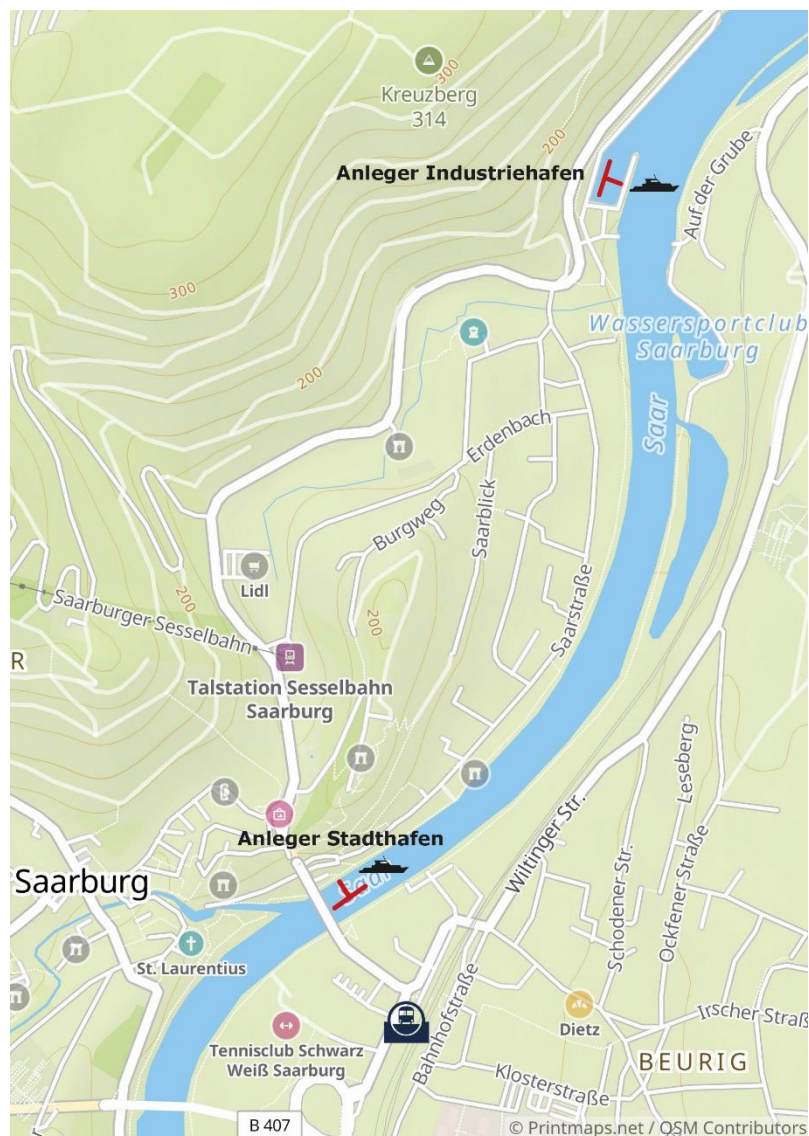 300
Kreuzberg
314
200
Anleger Industriehafen
Auf der Grube
300
Wassersportclub
Saarburg
200
Saar
Erdenbach
Burgweg
Saarblick
Lidl
200
Saarburger Sesselbahn
200
Saarstraße
R
Talstation Sesselbahn
Saarburg
Leseberg-
Anleger Stadthafen
Wiltinger Str.
Saarburg
Saar
Schodener Str.
Ockfener Straße
St. Laurentius
Irscher Straß
Bahnhofstraße
Dietz
Tennisclub Schwarz
Weiß Saarburg
BEURIG
Klosterstraße
B 407
© Printmaps.net / OSM Contributors